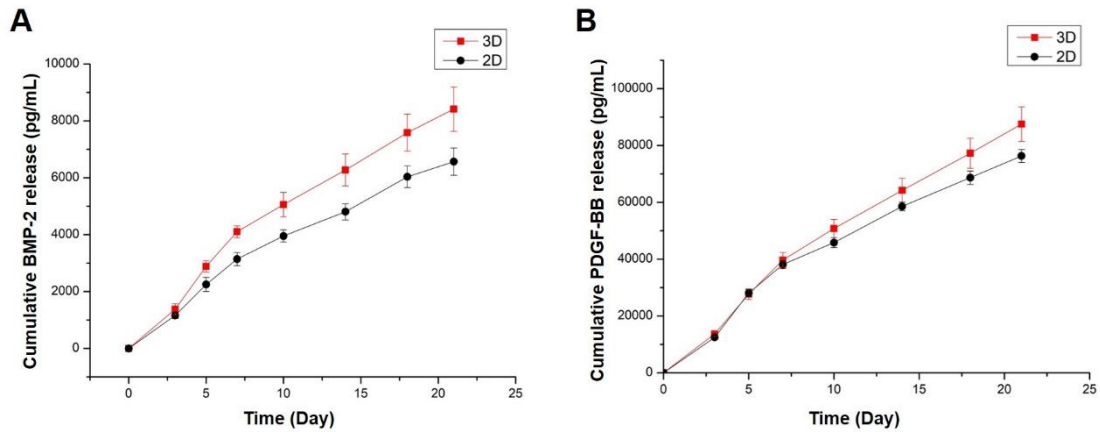 A
3D
2D
10000
8000
6000
4000
2000
0
Cumulative BMP-2 release (pg/mL)
0 5 10 15 20 25
Time (Day)
B
3D
2D
100000
80000
60000
40000
20000
0
Cumulative PDGF-BB release (pg/mL)
0 5 10 15 20 25
Time (Day)